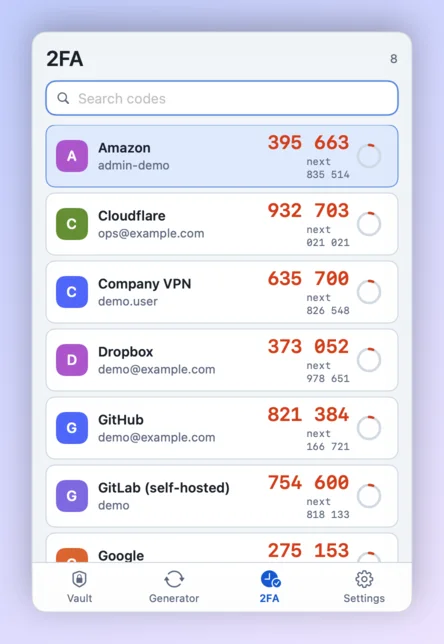 2FA
8
Search codes
A
Amazon
admin-demo
395 663
next
835 514
C
Cloudflare
ops@example.com
932 703
next
021 021
C
Company VPN
demo.user
635 700
next
826 548
D
Dropbox
demo@example.com
373 052
next
978 651
G
GitHub
demo@example.com
821 384
next
166 721
G
GitLab (self-hosted)
demo
754 600
next
818 133
G
Google
275 153
Vault
Generator
2FA
Settings